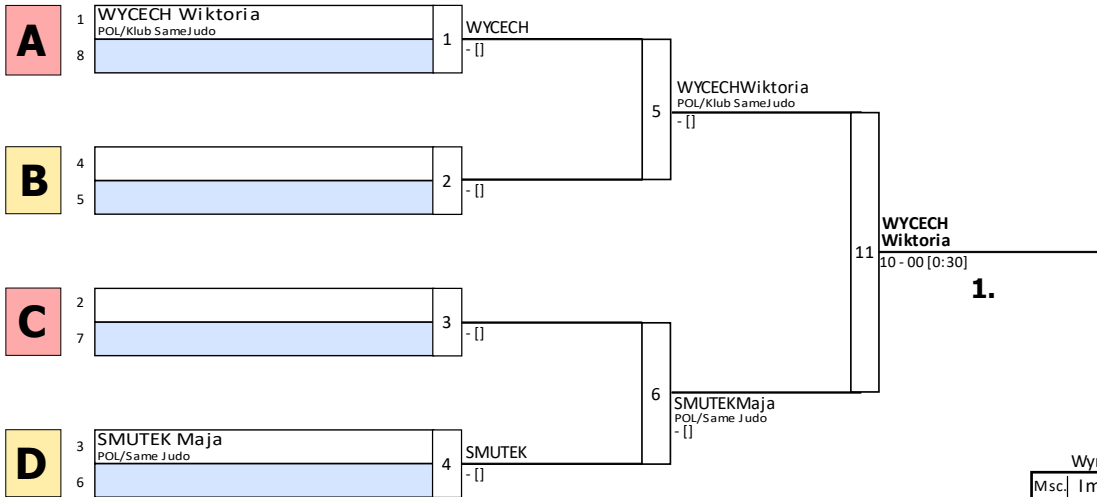 A
1 WYCECH Wiktoria
POL/Klub SameJudo
8
1
WYCECH
- []
5
WYCECHWiktoria
POL/Klub SameJudo
- []
B
4
5
2
- []
11
WYCECH
Wiktoria
10 - 00 [0:30]
1.
C
2
7
3
- []
6
SMUTEKMaja
POL/Same Judo
- []
D
3 SMUTEK Maja
POL/Same Judo
6
4
SMUTEK
- []
Msc.